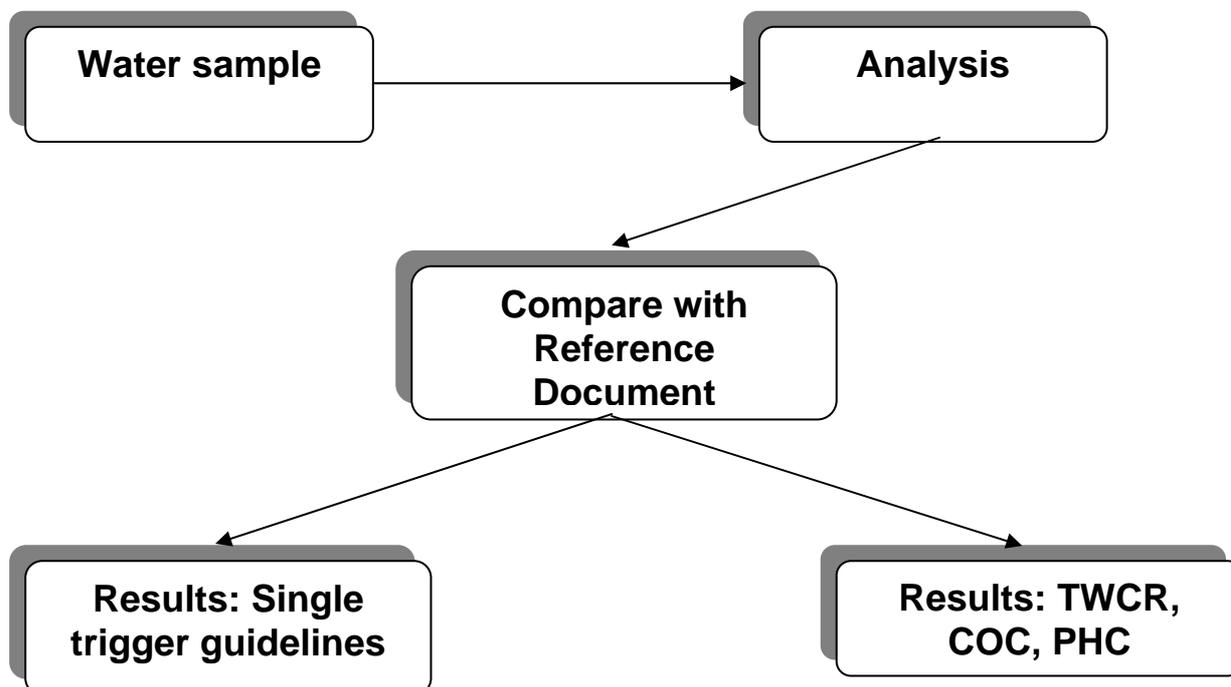 Water sample
Analysis
Compare with
Reference
Document
Results: Single
trigger guidelines
Results: TWCR,
COC, PHC